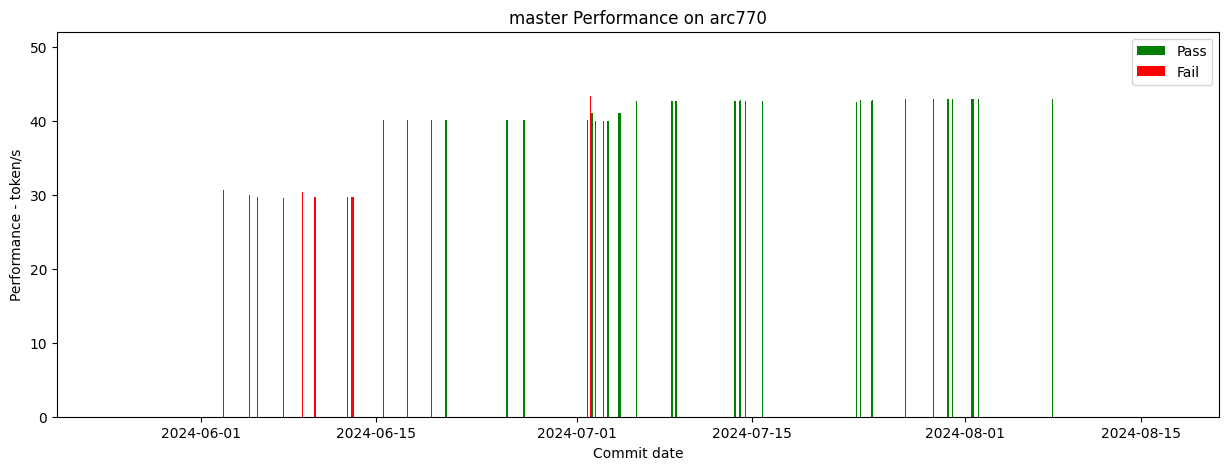 master Performance on arc770
Pass
Fail
50
40
30
20
10
0
Performance - token/s
2024-06-01
2024-06-15
2024-07-01
2024-07-15
2024-08-01
2024-08-15
Commit date